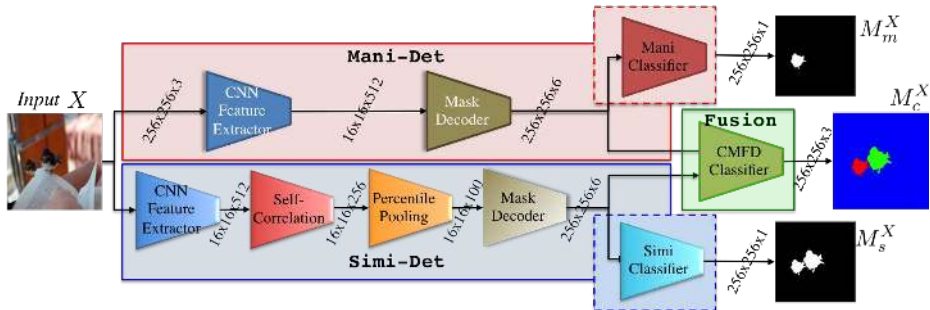 Mani-Det
Input X
256x256x3
CNN
Feature
Extractor
16x16x512
Mask
Decoder
256x256x6
Mani
Classifier
256x256x1
M_m^X
Fusion
CMFD
Classifier
256x256x3
M_c^X
CNN
Feature
Extractor
16x16x512
Self-
Correlation
16x16x256
Percentile
Pooling
16x16x100
Mask
Decoder
256x256x6
Simi-Det
Simi
Classifier
256x256x1
M_s^X